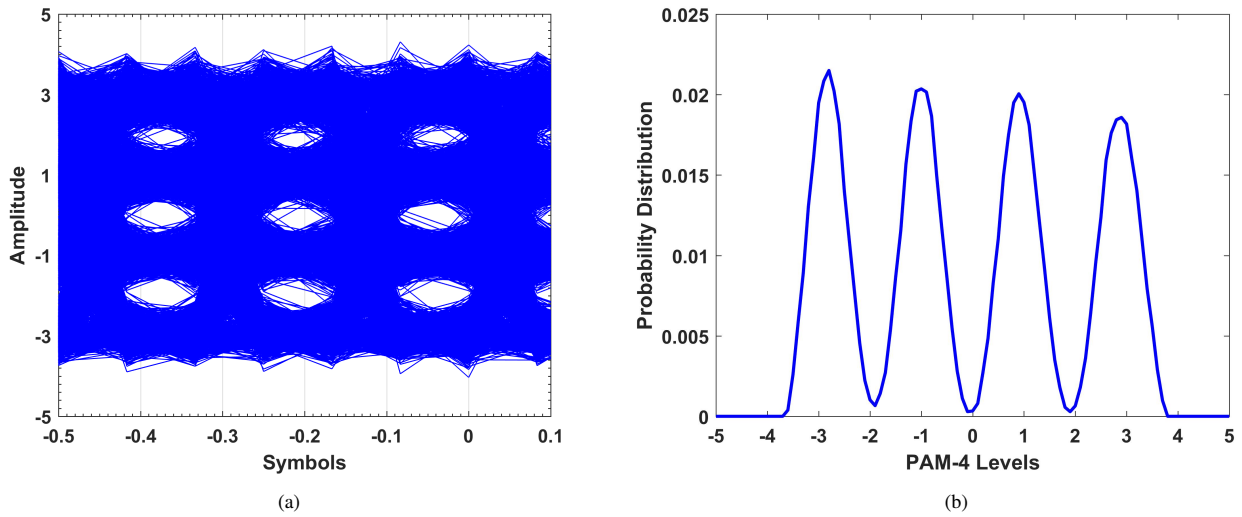 5
3
1
-1
-3
-5
Amplitude
-0.5 -0.4 -0.3 -0.2 -0.1 0 0.1
Symbols
(a)
0.025
0.02
0.015
0.01
0.005
0
Probability Distribution
-5 -4 -3 -2 -1 0 1 2 3 4 5
PAM-4 Levels
(b)